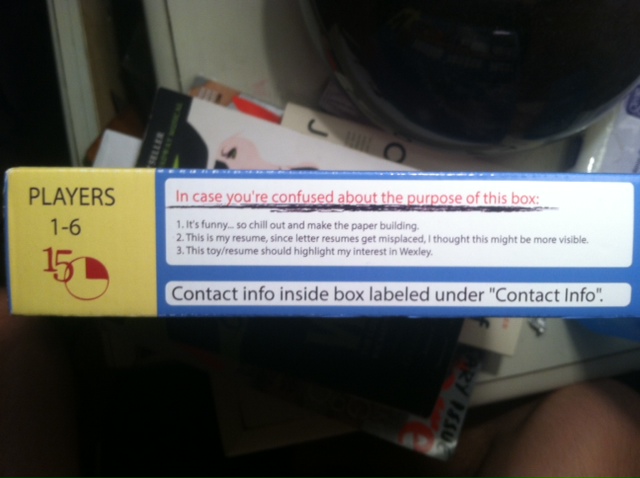 PLAYERS
1-6
15
In case you're confused about the purpose of this box:
1. It's funny... so chill out and make the paper building.
2. This is my resume, since letter resumes get misplaced, I thought this might be more visible.
3. This toy/resume should highlight my interest in Wexley.
Contact info inside box labeled under "Contact Info".